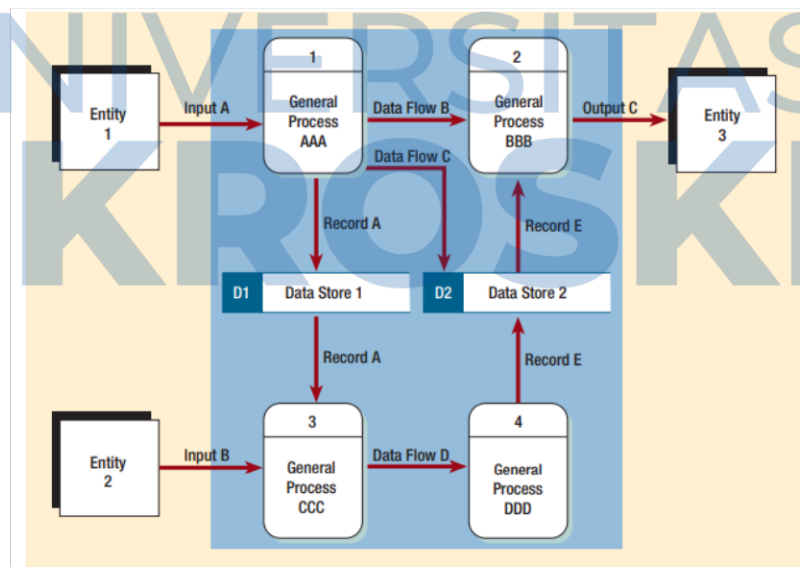 NIVERSITAS
KROSKI
1
General
Process
AAA
2
General
Process
BBB
Entity
1
Input A
Data Flow B
Output C
Entity
3
Data Flow C
Record A
Record E
D1
Data Store 1
D2
Data Store 2
Record A
Record E
Entity
2
Input B
3
General
Process
CCC
Data Flow D
4
General
Process
DDD